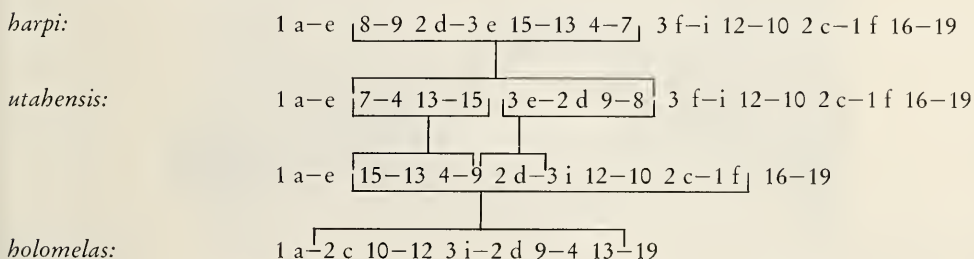 harpi: 1 a–e 8–9 2 d–3 e 15–13 4–7 3 f–i 12–10 2 c–1 f 16–19
utahensis: 1 a–e 7–4 13–15 3 e–2 d 9–8 3 f–i 12–10 2 c–1 f 16–19
1 a–e 15–13 4–9 2 d–3 i 12–10 2 c–1 f 16–19
holomelas: 1 a–2 c 10–12 3 i–2 d 9–4 13–19